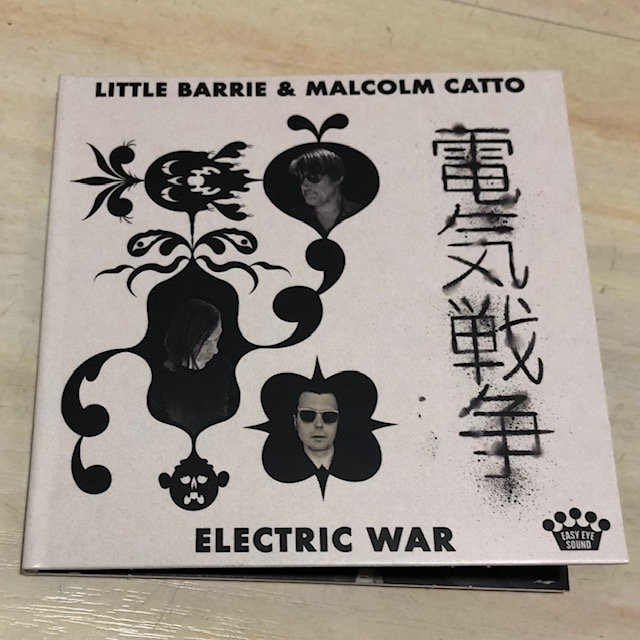 LITTLE BARRIE & MALCOLM CATTO
電気戦争
ELECTRIC WAR
EASY EYE
SOUND